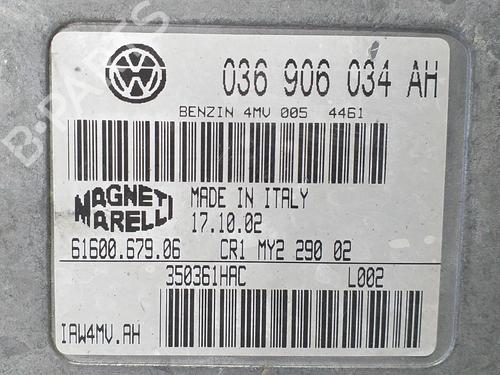 036 906 034 AH
BENZIN 4MV 005 4461
MAGNETI MARELLI
MADE IN ITALY
17.10.02
61600.679.06 CR1 MY2 290 02
350361HAC L002
IAW4MV.AH
B-PARTS